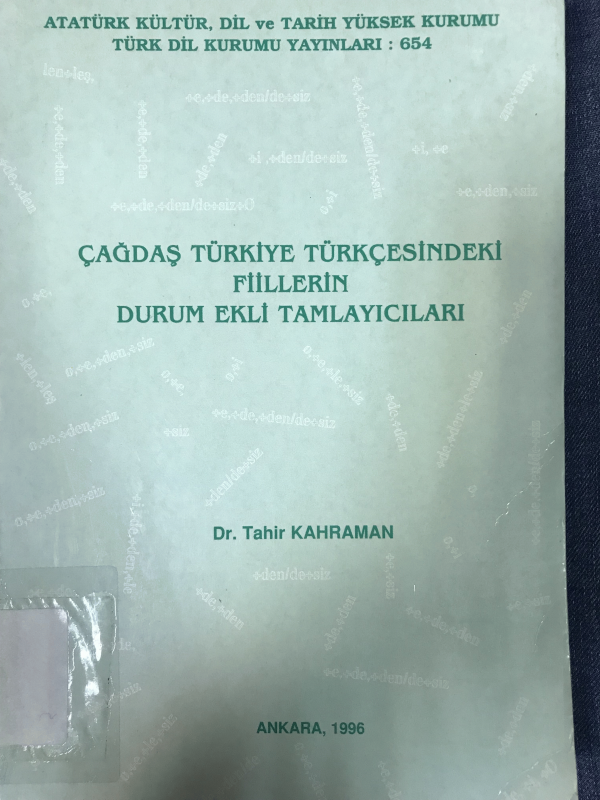 ATATÜRK KÜLTÜR, DİL ve TARİH YÜKSEK KURUMU
TÜRK DİL KURUMU YAYINLARI : 654
ÇAĞDAŞ TÜRKİYE TÜRKÇESİNDEKİ
FİİLLERİN
DURUM EKLİ TAMLAYICILARI
Dr. Tahir KAHRAMAN
ANKARA, 1996